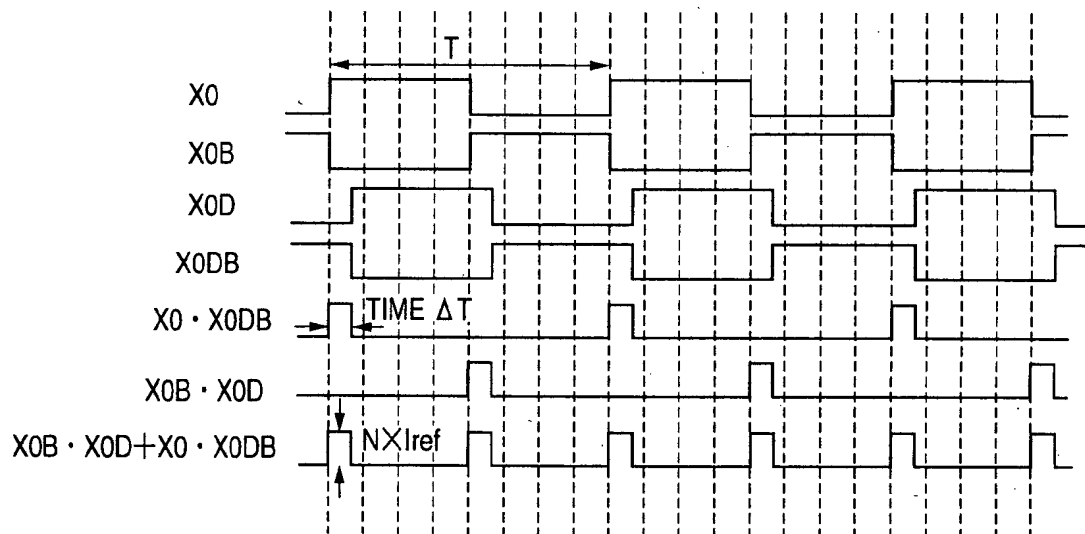 T
X0
X0B
X0D
X0DB
X0 · X0DB
TIME ΔT
X0B · X0D
X0B · X0D+X0 · X0DB
N×Iref